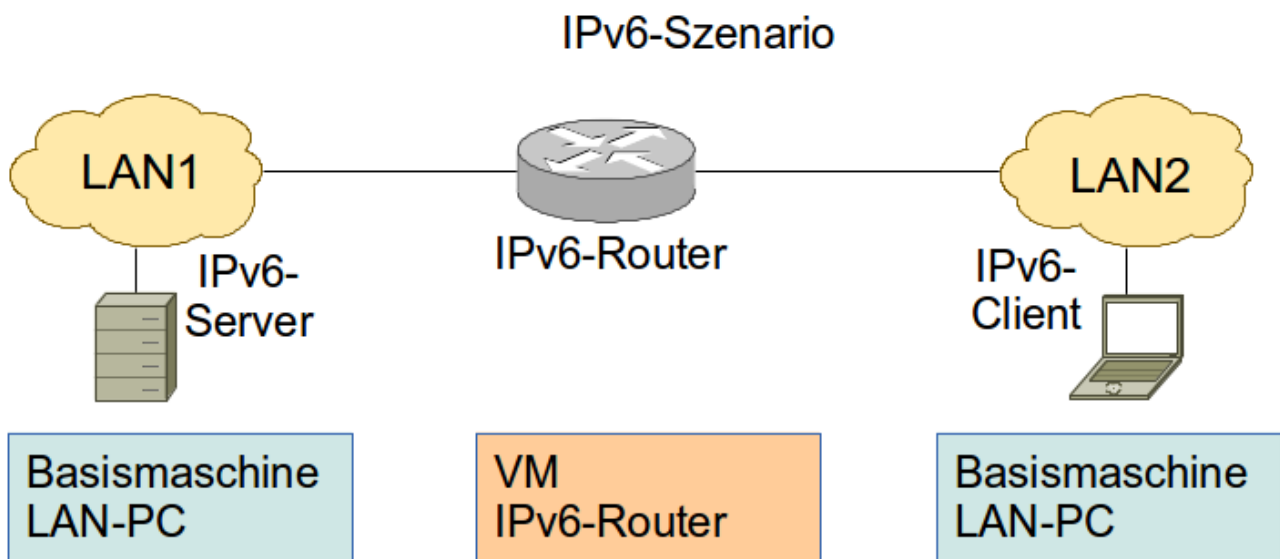 IPv6-Szenario
LAN1
LAN2
IPv6-
Server
IPv6-Router
IPv6-
Client
Basismaschine
LAN-PC
VM
IPv6-Router
Basismaschine
LAN-PC